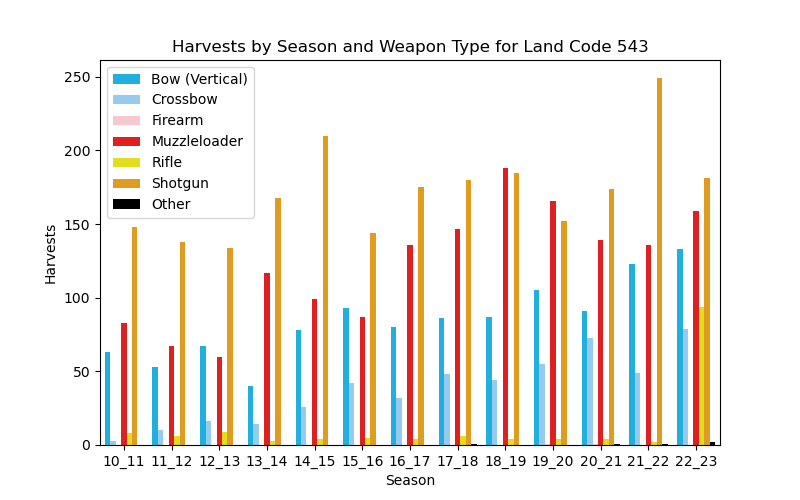 Harvests by Season and Weapon Type for Land Code 543
250
200
150
100
50
0
Harvests
Bow (Vertical)
Crossbow
Firearm
Muzzleloader
Rifle
Shotgun
Other
10_11 11_12 12_13 13_14 14_15 15_16 16_17 17_18 18_19 19_20 20_21 21_22 22_23
Season